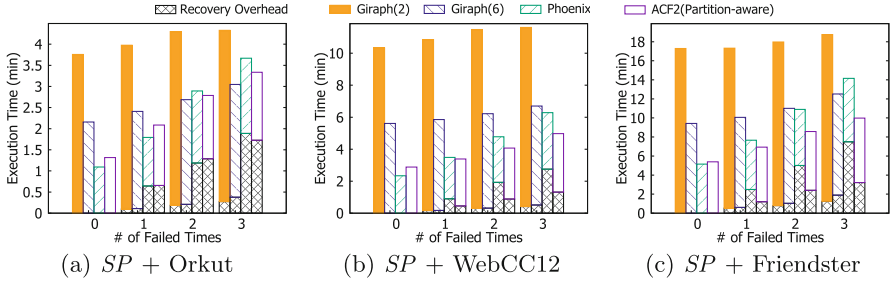 Recovery Overhead Giraph(2) Giraph(6) Phoenix ACF2(Partition-aware)
Execution Time (min)
4
3.5
3
2.5
2
1.5
1
0.5
0
0 1 2 3
# of Failed Times
(a) SP + Orkut
Execution Time (min)
10
8
6
4
2
0
0 1 2 3
# of Failed Times
(b) SP + WebCC12
Execution Time (min)
18
16
14
12
10
8
6
4
2
0
0 1 2 3
# of Failed Times
(c) SP + Friendster